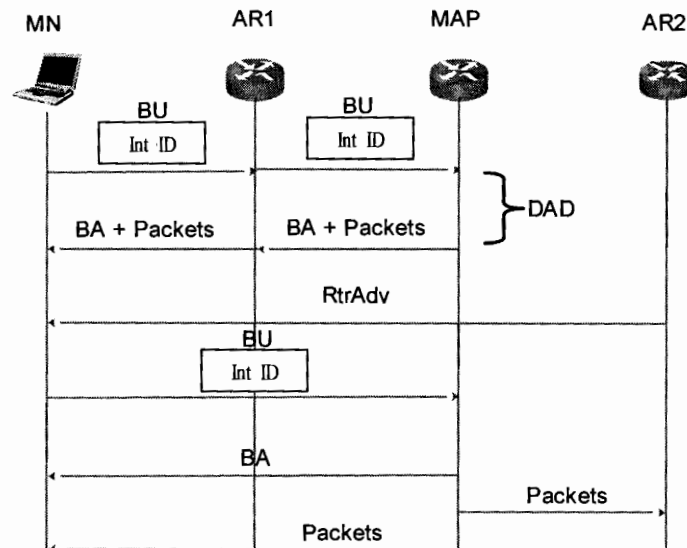 MN
AR1
MAP
AR2
BU
Int ID
BU
Int ID
DAD
BA + Packets
BA + Packets
RtrAdv
BU
Int ID
BA
Packets
Packets